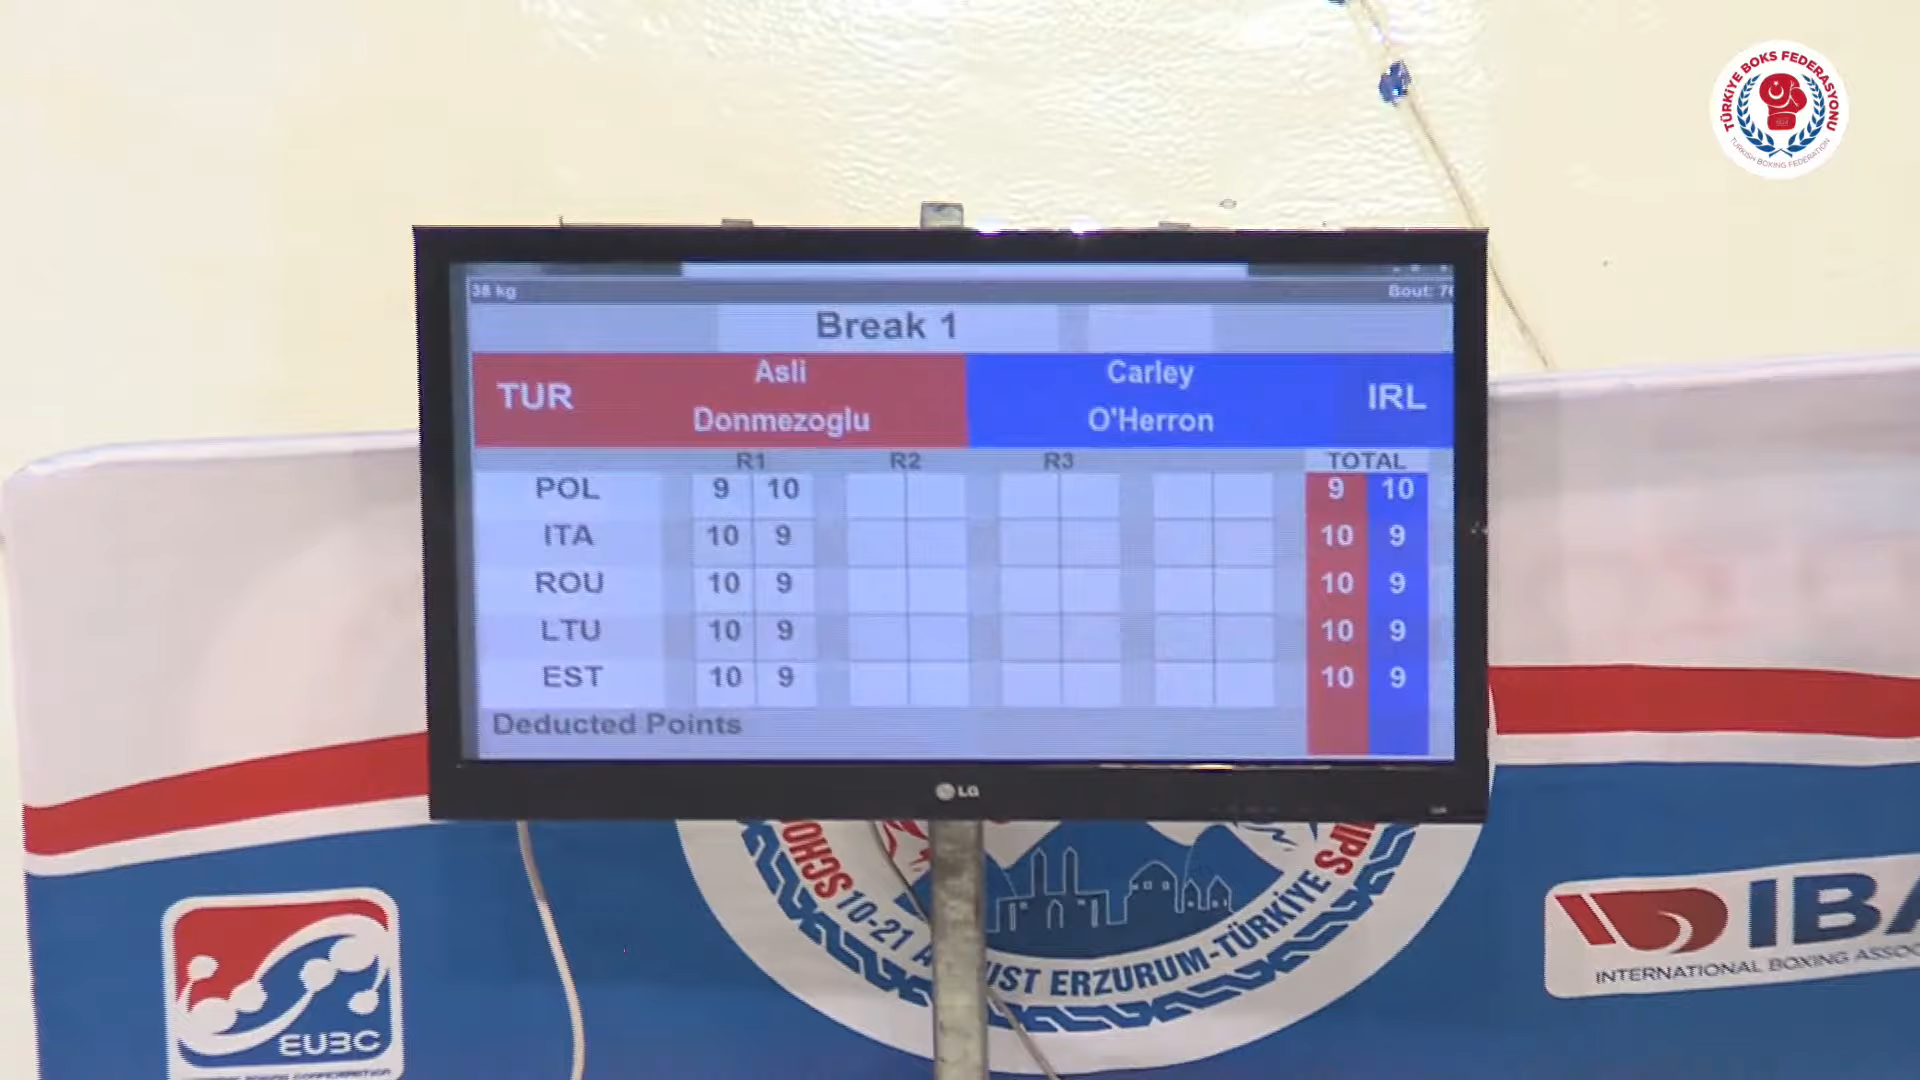 TÜRKİYE BOKS FEDERASYONU
TURKISH BOXING FEDERATION
38 kg
Bout: 76
Break 1
TUR
Asli
Donmezoglu
Carley
O'Herron
IRL
R1 R2 R3 TOTAL
POL 9 10 9 10
ITA 10 9 10 9
ROU 10 9 10 9
LTU 10 9 10 9
EST 10 9 10 9
Deducted Points
LG
10-21 ERZURUM-TÜRKİYE
EUBC
IBA
INTERNATIONAL BOXING